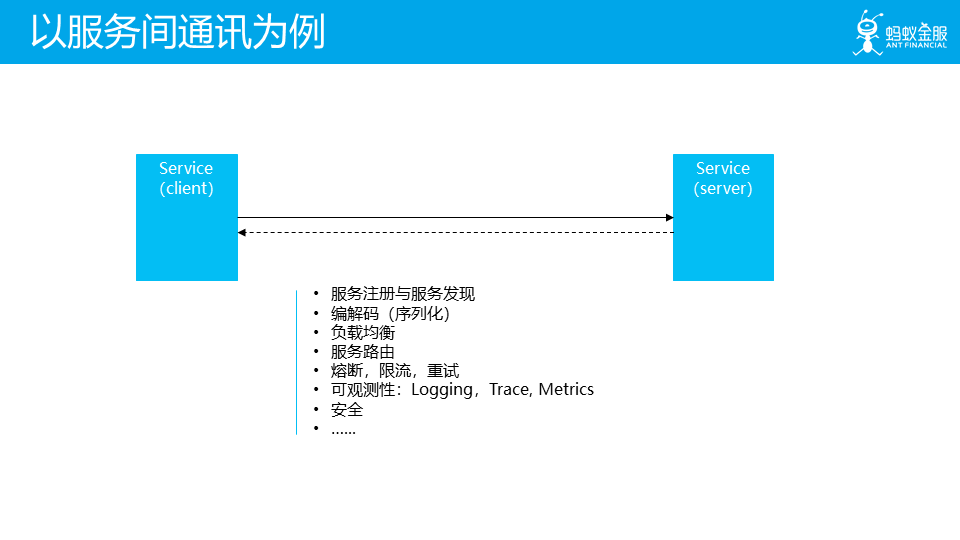 以服务间通讯为例
蚂蚁金服
ANT FINANCIAL
Service
(client)
Service
(server)
• 服务注册与服务发现
• 编解码（序列化）
• 负载均衡
• 服务路由
• 熔断，限流，重试
• 可观测性：Logging，Trace, Metrics
• 安全
• ……